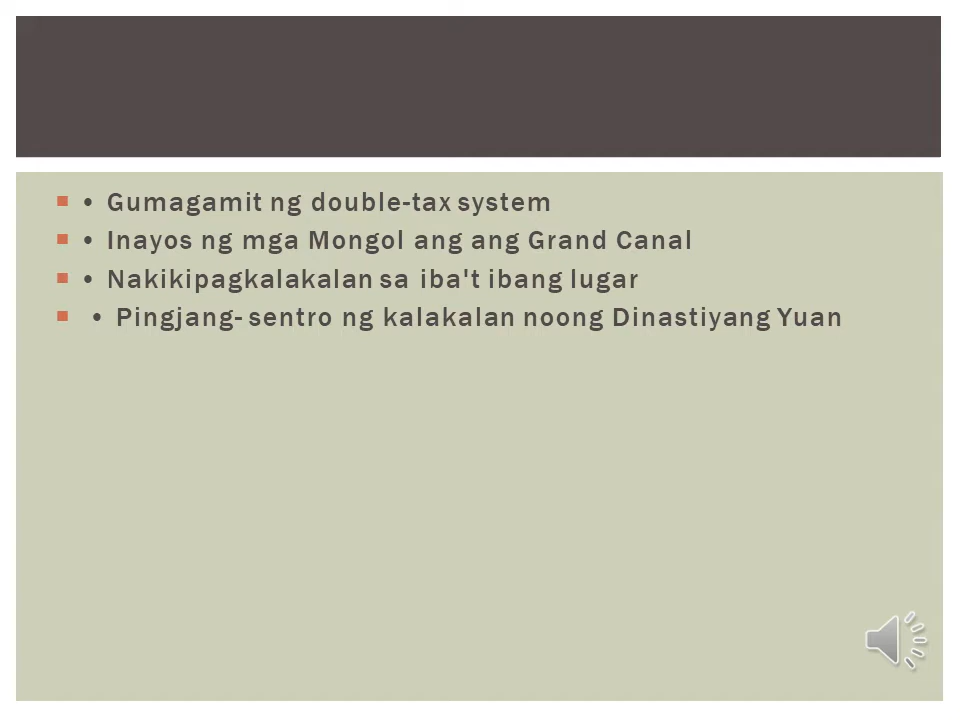 • Gumagamit ng double-tax system
• Inayos ng mga Mongol ang ang Grand Canal
• Nakikipagkalakalan sa iba't ibang lugar
• Pingjang- sentro ng kalakalan noong Dinastiyang Yuan